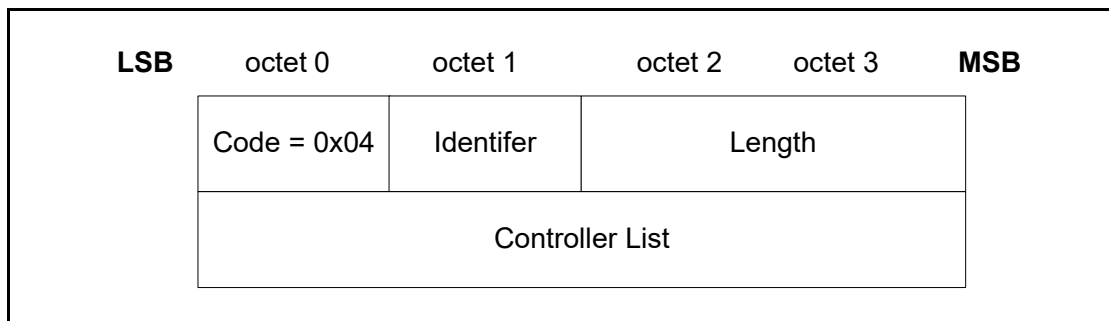 LSB octet 0 octet 1 octet 2 octet 3 MSB
Code = 0x04 Identifer Length
Controller List